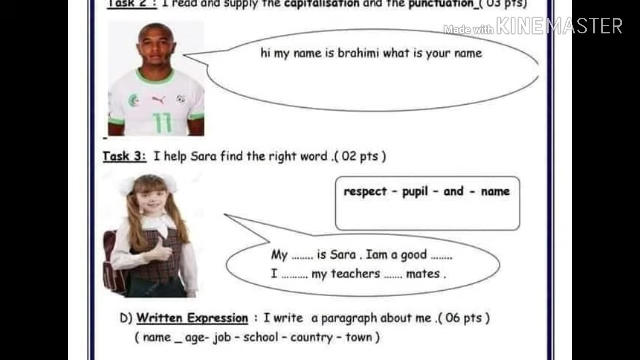 Task 2 : I read and supply the capitalisation and the punctuation_( 03 pts)
Made with KINEMASTER
hi my name is brahimi what is your name
11
Task 3: I help Sara find the right word .( 02 pts )
respect - pupil - and - name
My ........ is Sara . Iam a good ........
I .......... my teachers ....... mates .
D) Written Expression : I write a paragraph about me .( 06 pts )
( name _ age- job - school - cauntry - town )